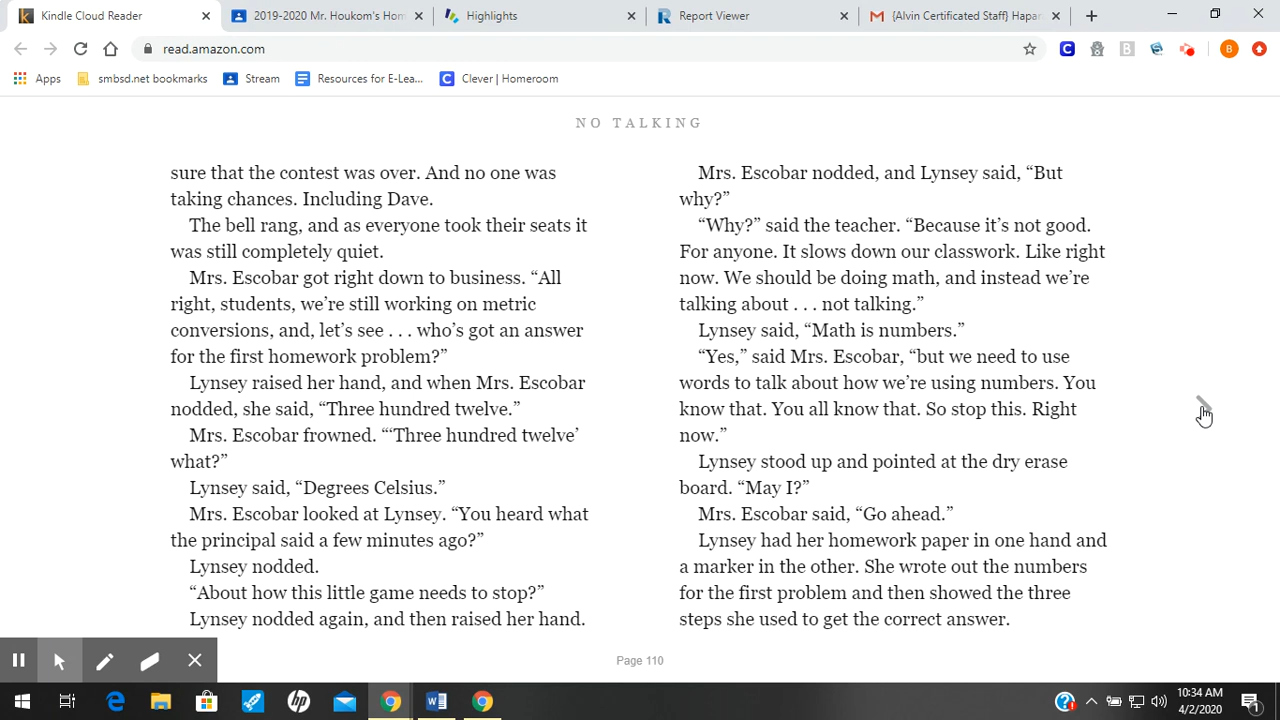 Kindle Cloud Reader
2019-2020 Mr. Houkom's Hom
Highlights
Report Viewer
{Alvin Certificated Staff} Hapar
read.amazon.com
Apps
smbsd.net bookmarks
Stream
Resources for E-Lea...
Clever | Homeroom
NO TALKING
sure that the contest was over. And no one was
taking chances. Including Dave.
The bell rang, and as everyone took their seats it
was still completely quiet.
Mrs. Escobar got right down to business. “All
right, students, we’re still working on metric
conversions, and, let’s see . . . who’s got an answer
for the first homework problem?”
Lynsey raised her hand, and when Mrs. Escobar
nodded, she said, “Three hundred twelve.”
Mrs. Escobar frowned. “‘Three hundred twelve’
what?”
Lynsey said, “Degrees Celsius.”
Mrs. Escobar looked at Lynsey. “You heard what
the principal said a few minutes ago?”
Lynsey nodded.
“About how this little game needs to stop?”
Lynsey nodded again, and then raised her hand.
Mrs. Escobar nodded, and Lynsey said, “But
why?”
“Why?” said the teacher. “Because it’s not good.
For anyone. It slows down our classwork. Like right
now. We should be doing math, and instead we’re
talking about . . . not talking.”
Lynsey said, “Math is numbers.”
“Yes,” said Mrs. Escobar, “but we need to use
words to talk about how we’re using numbers. You
know that. You all know that. So stop this. Right
now.”
Lynsey stood up and pointed at the dry erase
board. “May I?”
Mrs. Escobar said, “Go ahead.”
Lynsey had her homework paper in one hand and
a marker in the other. She wrote out the numbers
for the first problem and then showed the three
steps she used to get the correct answer.
Page 110
10:34 AM
4/2/2020